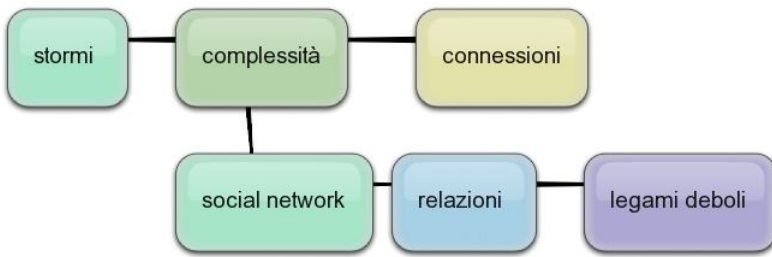 stormi
complessità
connessioni
social network
relazioni
legami deboli